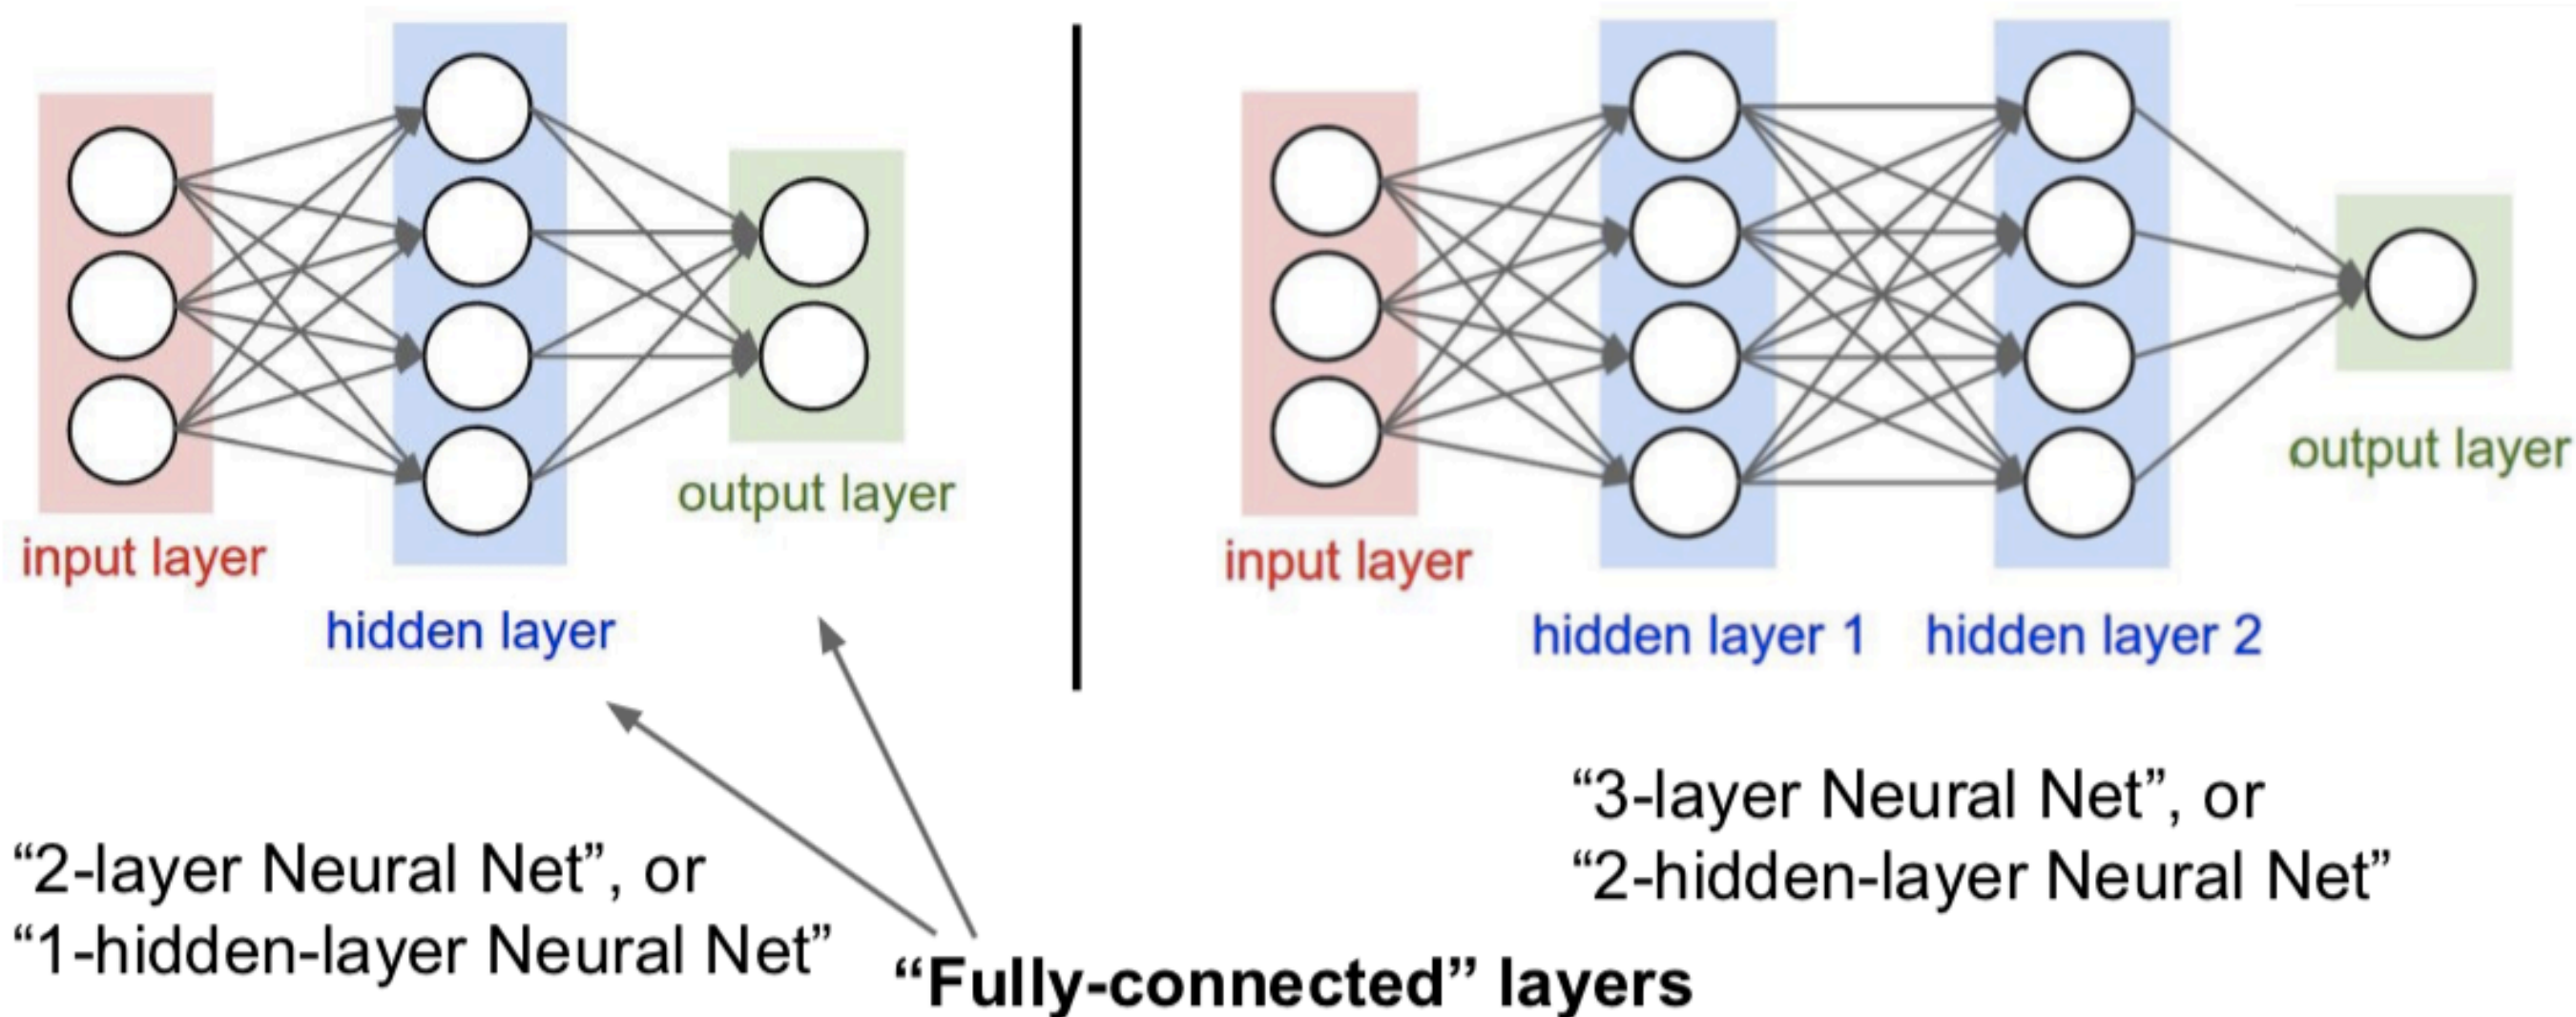 input layer
hidden layer
output layer
“2-layer Neural Net”, or
“1-hidden-layer Neural Net”
“Fully-connected” layers
input layer
hidden layer 1
hidden layer 2
output layer
“3-layer Neural Net”, or
“2-hidden-layer Neural Net”